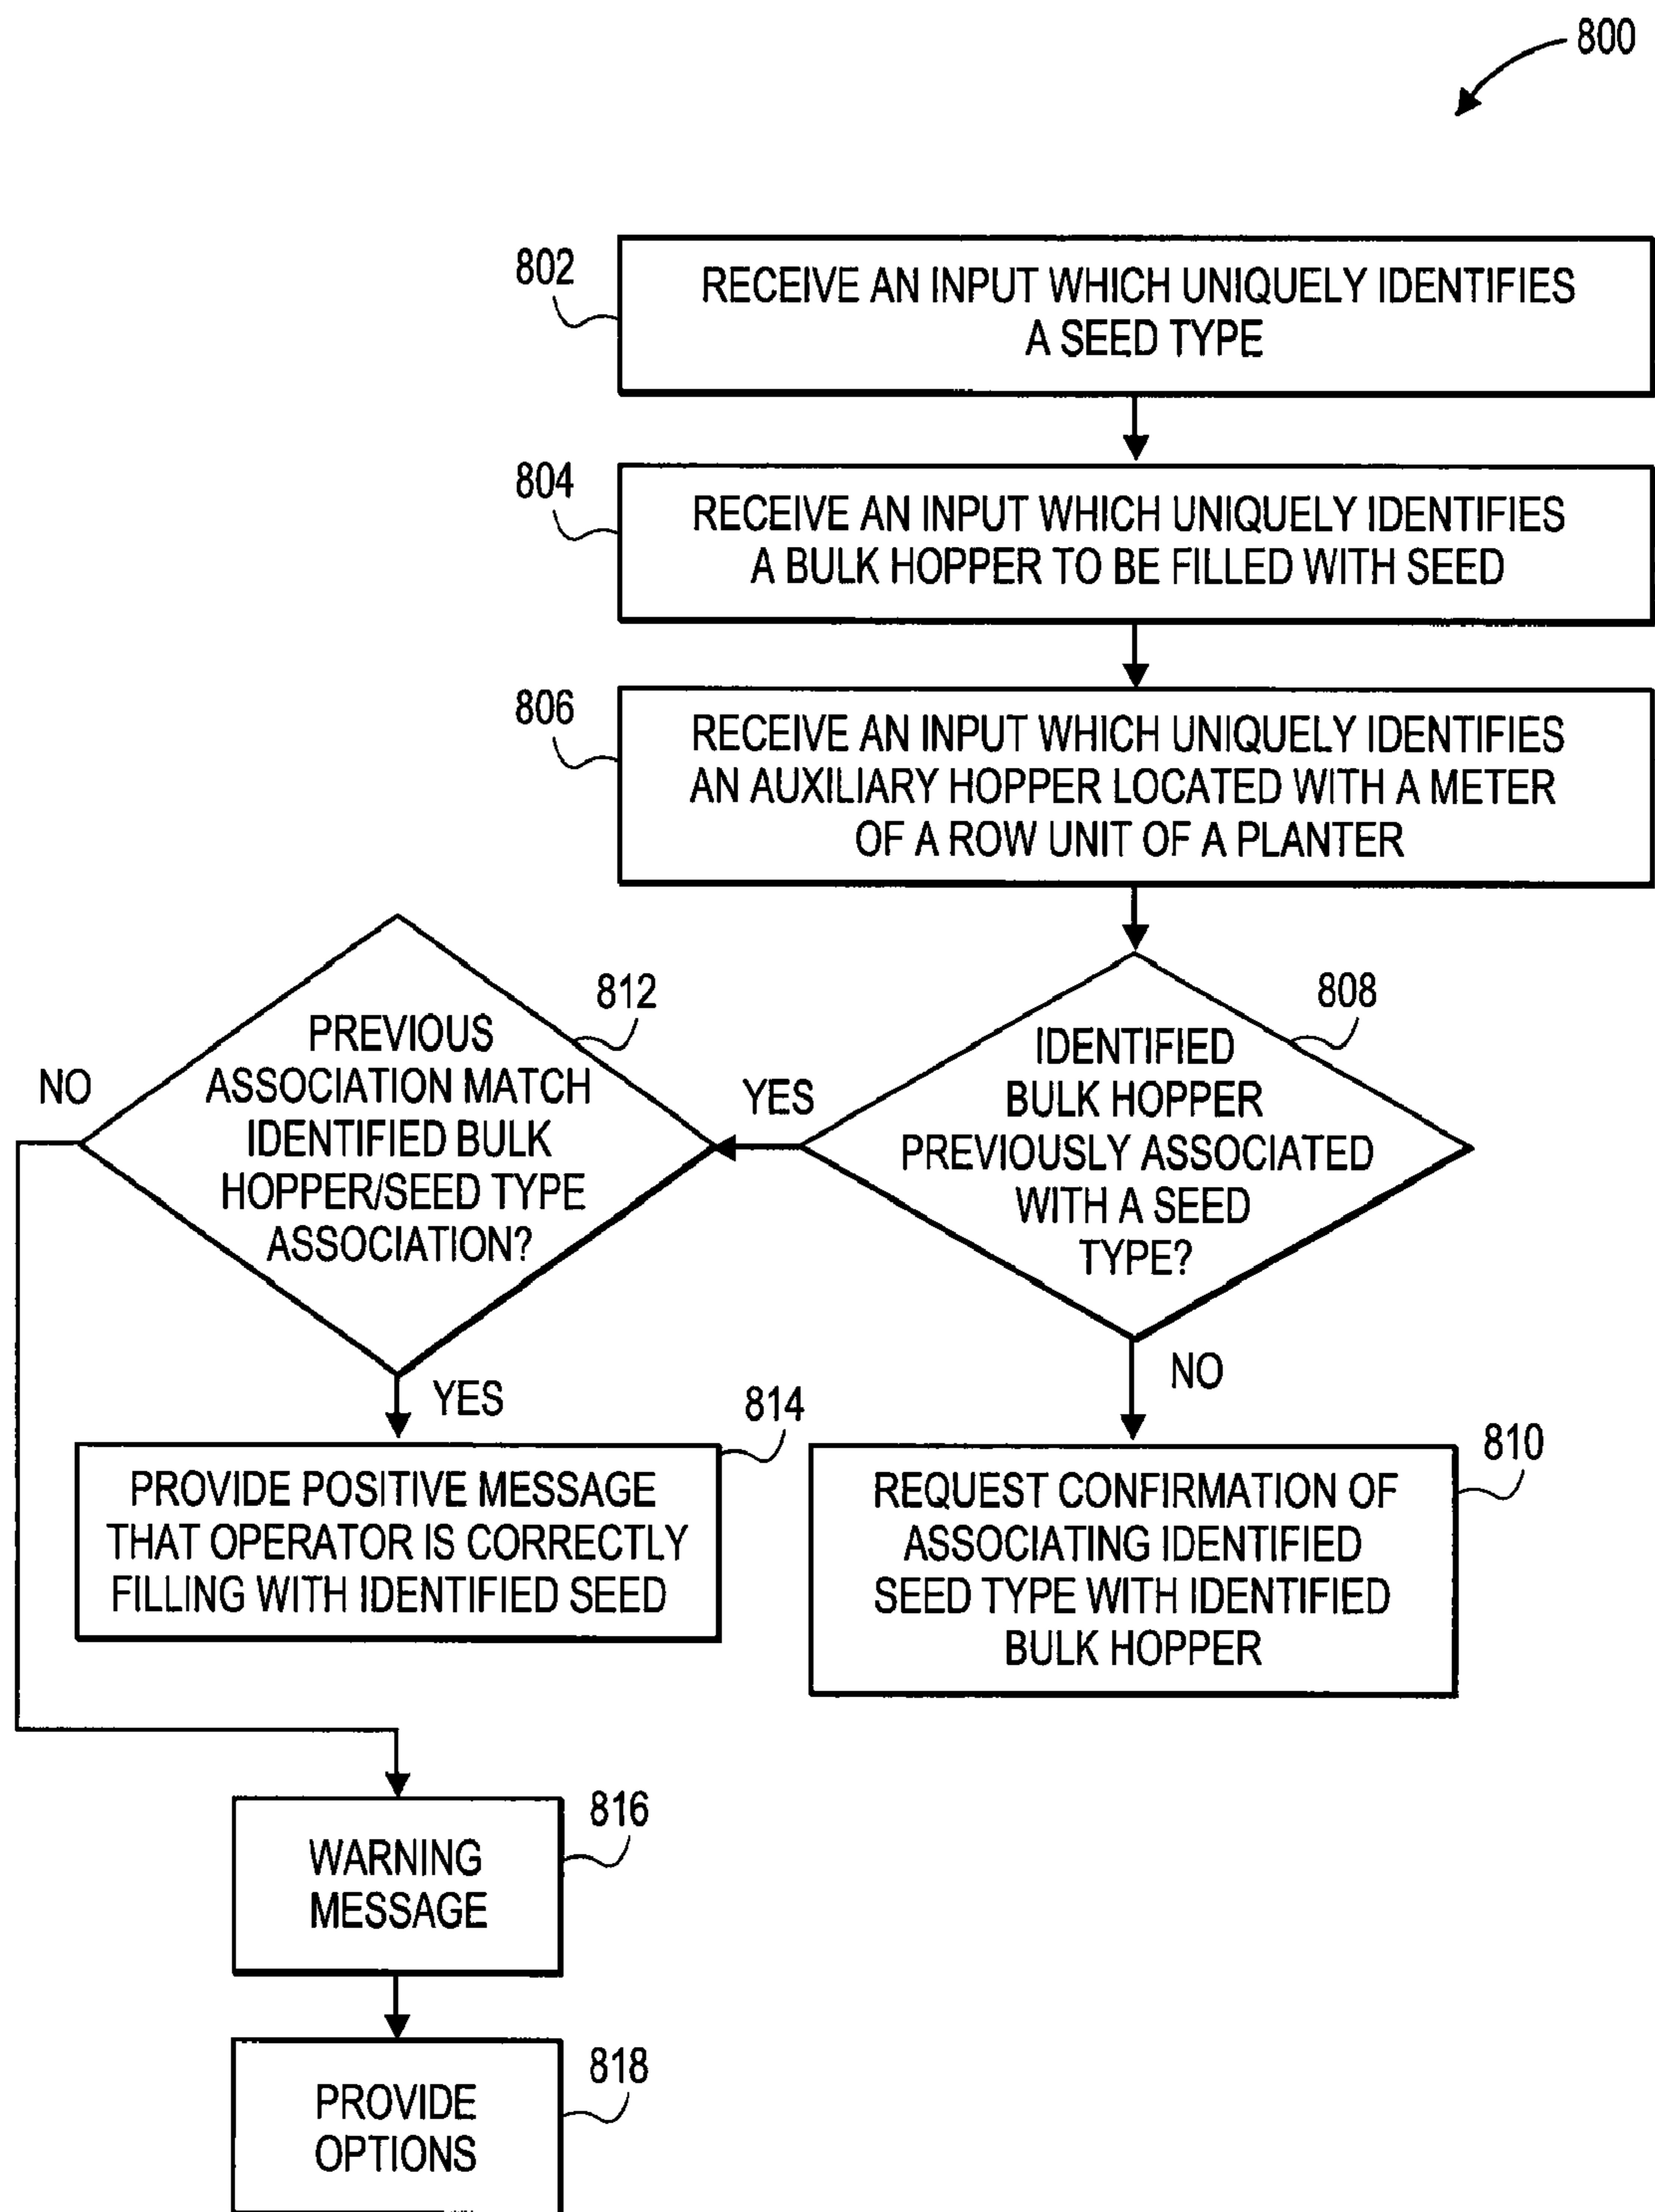 800
802
RECEIVE AN INPUT WHICH UNIQUELY IDENTIFIES
A SEED TYPE
804
RECEIVE AN INPUT WHICH UNIQUELY IDENTIFIES
A BULK HOPPER TO BE FILLED WITH SEED
806
RECEIVE AN INPUT WHICH UNIQUELY IDENTIFIES
AN AUXILIARY HOPPER LOCATED WITH A METER
OF A ROW UNIT OF A PLANTER
808
IDENTIFIED
BULK HOPPER
PREVIOUSLY ASSOCIATED
WITH A SEED
TYPE?
YES
NO
812
PREVIOUS
ASSOCIATION MATCH
IDENTIFIED BULK
HOPPER/SEED TYPE
ASSOCIATION?
NO
YES
814
PROVIDE POSITIVE MESSAGE
THAT OPERATOR IS CORRECTLY
FILLING WITH IDENTIFIED SEED
810
REQUEST CONFIRMATION OF
ASSOCIATING IDENTIFIED
SEED TYPE WITH IDENTIFIED
BULK HOPPER
816
WARNING
MESSAGE
818
PROVIDE
OPTIONS